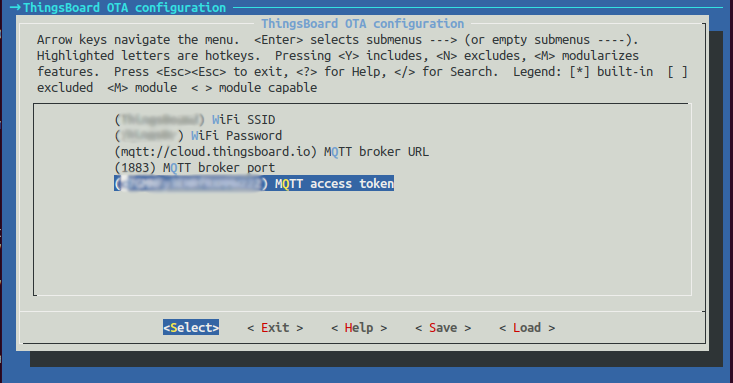 →ThingsBoard OTA configuration
ThingsBoard OTA configuration
Arrow keys navigate the menu.  <Enter> selects submenus ---> (or empty submenus ----).
Highlighted letters are hotkeys.  Pressing <Y> includes, <N> excludes, <M> modularizes
features.  Press <Esc><Esc> to exit, <?> for Help, </> for Search.  Legend: [*] built-in  [ ]
excluded  <M> module  < > module capable
( ) WiFi SSID
( ) WiFi Password
(mqtt://cloud.thingsboard.io) MQTT broker URL
(1883) MQTT broker port
( ) MQTT access token
<Select>    < Exit >    < Help >    < Save >    < Load >